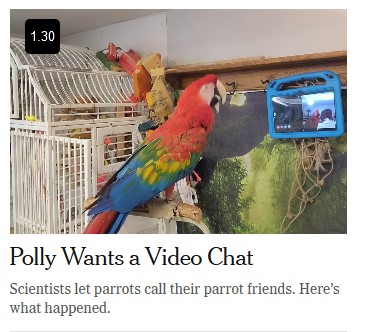 1.30
Polly Wants a Video Chat
Scientists let parrots call their parrot friends. Here’s
what happened.